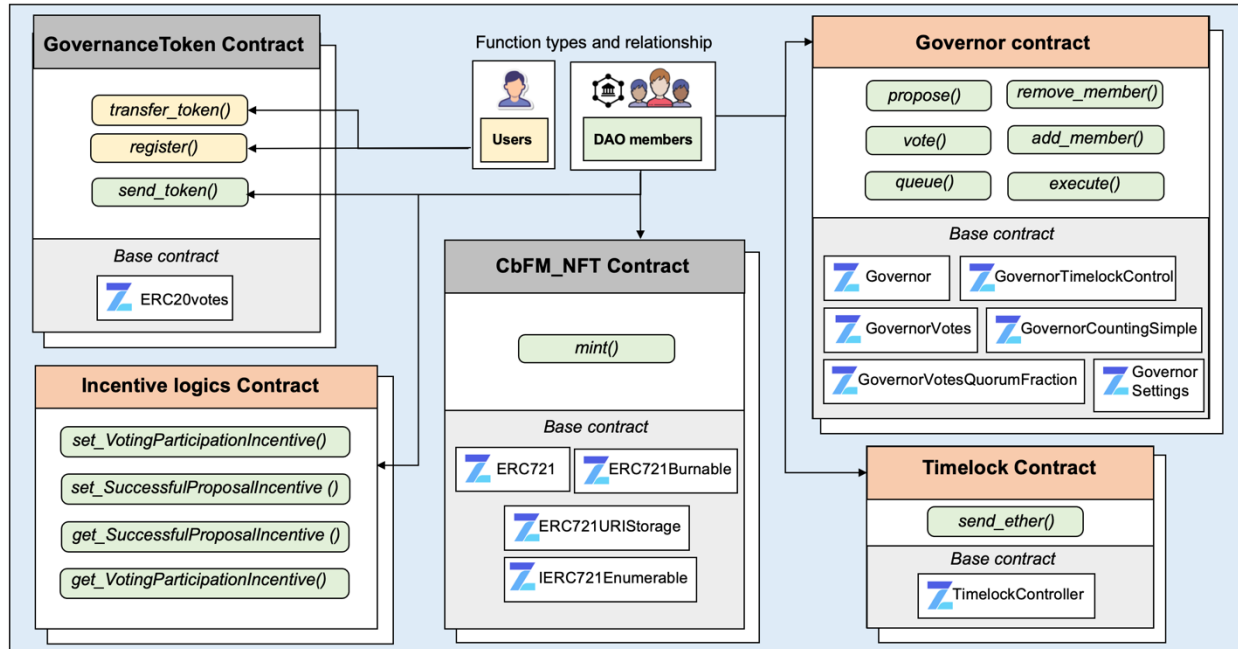 GovernanceToken Contract
transfer_token()
register()
send_token()
Base contract
ERC20votes
Function types and relationship
Users
DAO members
Governor contract
propose()
remove_member()
vote()
add_member()
queue()
execute()
Base contract
Governor
GovernorTimelockControl
GovernorVotes
GovernorCountingSimple
GovernorVotesQuorumFraction
Governor
Settings
CbFM_NFT Contract
mint()
Base contract
ERC721
ERC721Burnable
ERC721URIStorage
IERC721Enumerable
Incentive logics Contract
set_VotingParticipationIncentive()
set_SuccessfulProposalIncentive ()
get_SuccessfulProposalIncentive ()
get_VotingParticipationIncentive()
Timelock Contract
send_ether()
Base contract
TimelockController